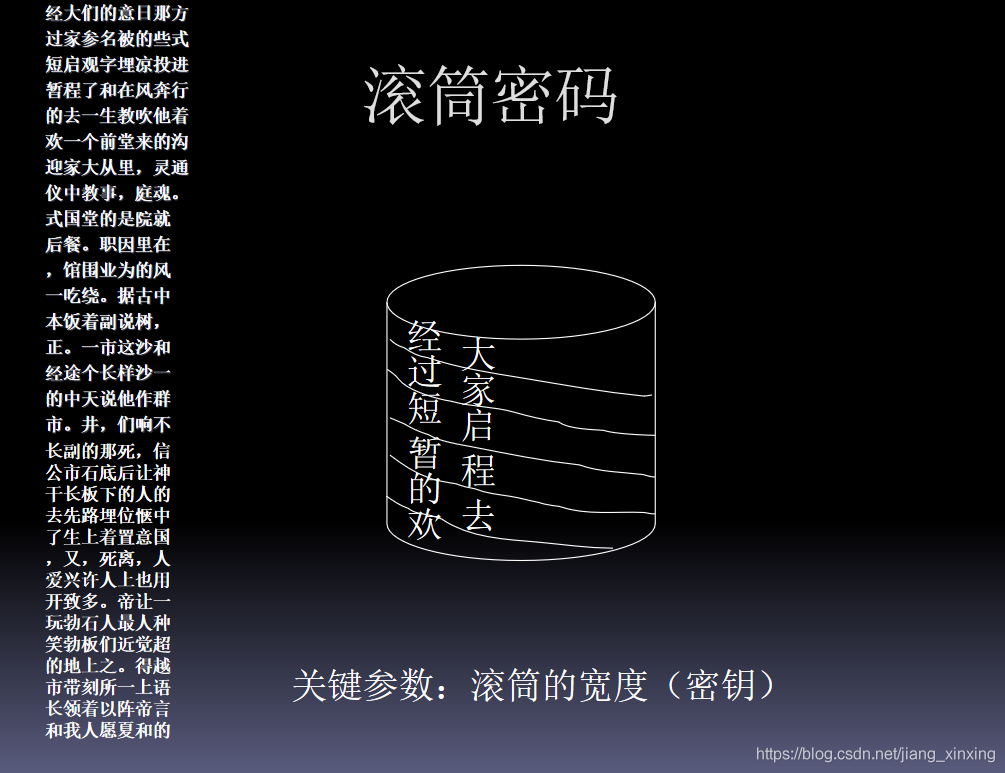 经大们的意日那方
过家参名被的些式
短启观字埋凉投进
暂程了和在风奔行
的去一生教吹他着
欢一个前堂来的沟
迎家大从里，灵通
仪中教事，庭魂。
式国堂的是院就
后餐。职因里在
，馆围业为的风
一吃绕。据古中
本饭着副说树，
正。一市这沙和
经途个长样沙一
的中天说他作群
市。井，们响不
长副的那死，信
公市石底后让神
干长板下的人的
去先路埋位惬中
了生上着置意国
，又，死离，人
爱兴许人上也用
开致多。帝让一
玩勃石人最人种
笑勃板们近觉超
的地上之。得越
市带刻所一上语
长领着以阵帝言
和我人愿夏和的
滚筒密码
经过短暂的欢
大家启程去
关键参数：滚筒的宽度（密钥）
https://blog.csdn.net/jiang_xinxing